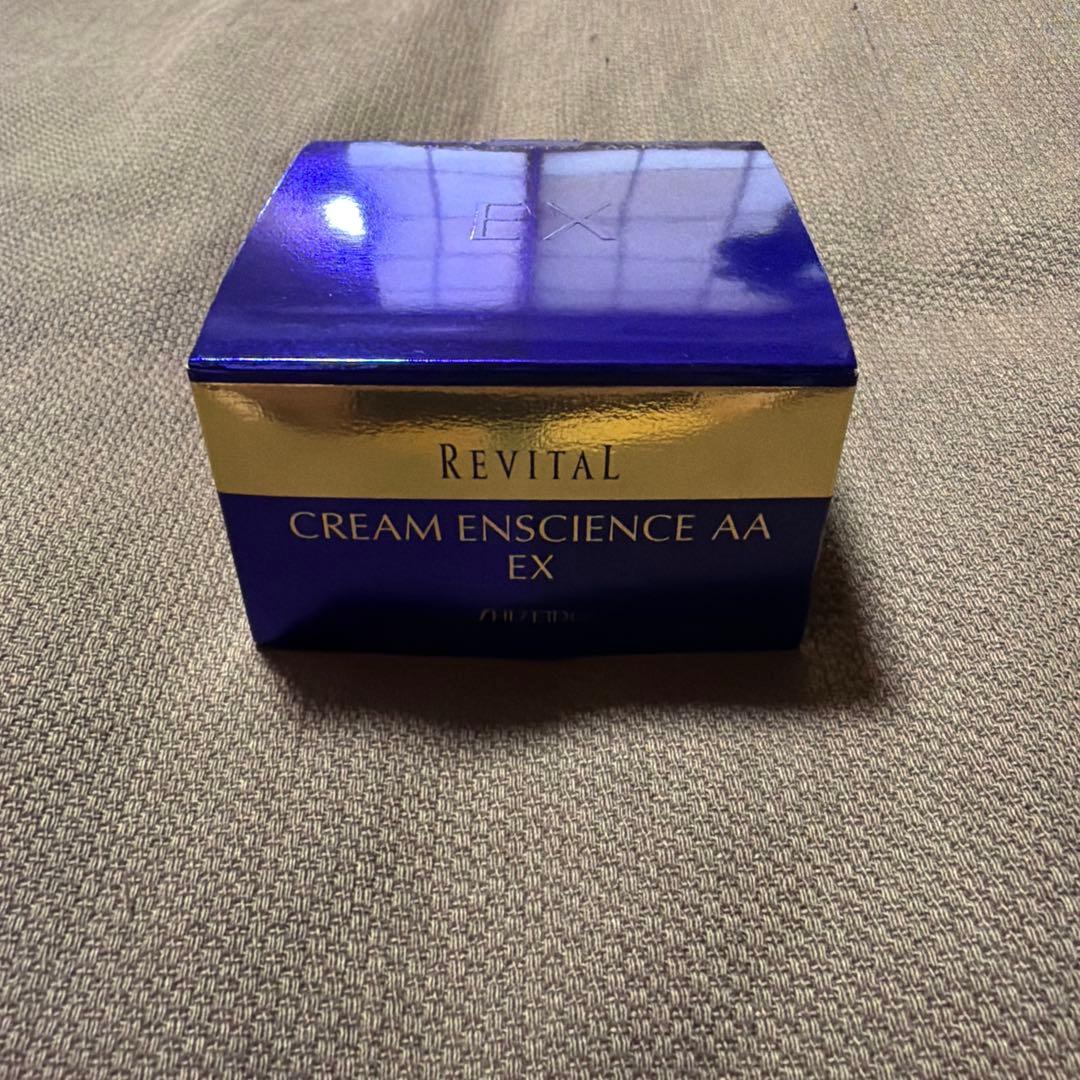 EX
REVITAL
CREAM ENSCIENCE AA
EX
SHISEIDO